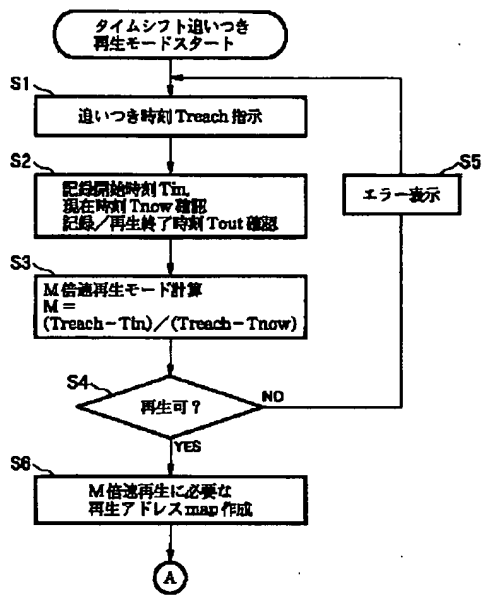 タイムシフト追いつき
再生モードスタート
S1
追いつき時刻Treach指示
S2
記録開始時刻Tin,
現在時刻Tnow確認
記録／再生終了時刻Tout確認
S5
エラー表示
S3
M倍速再生モード計算
M＝
(Treach－Tin)／(Treach－Tnow)
S4
再生可？
NO
YES
S6
M倍速再生に必要な
再生アドレスmap作成
A